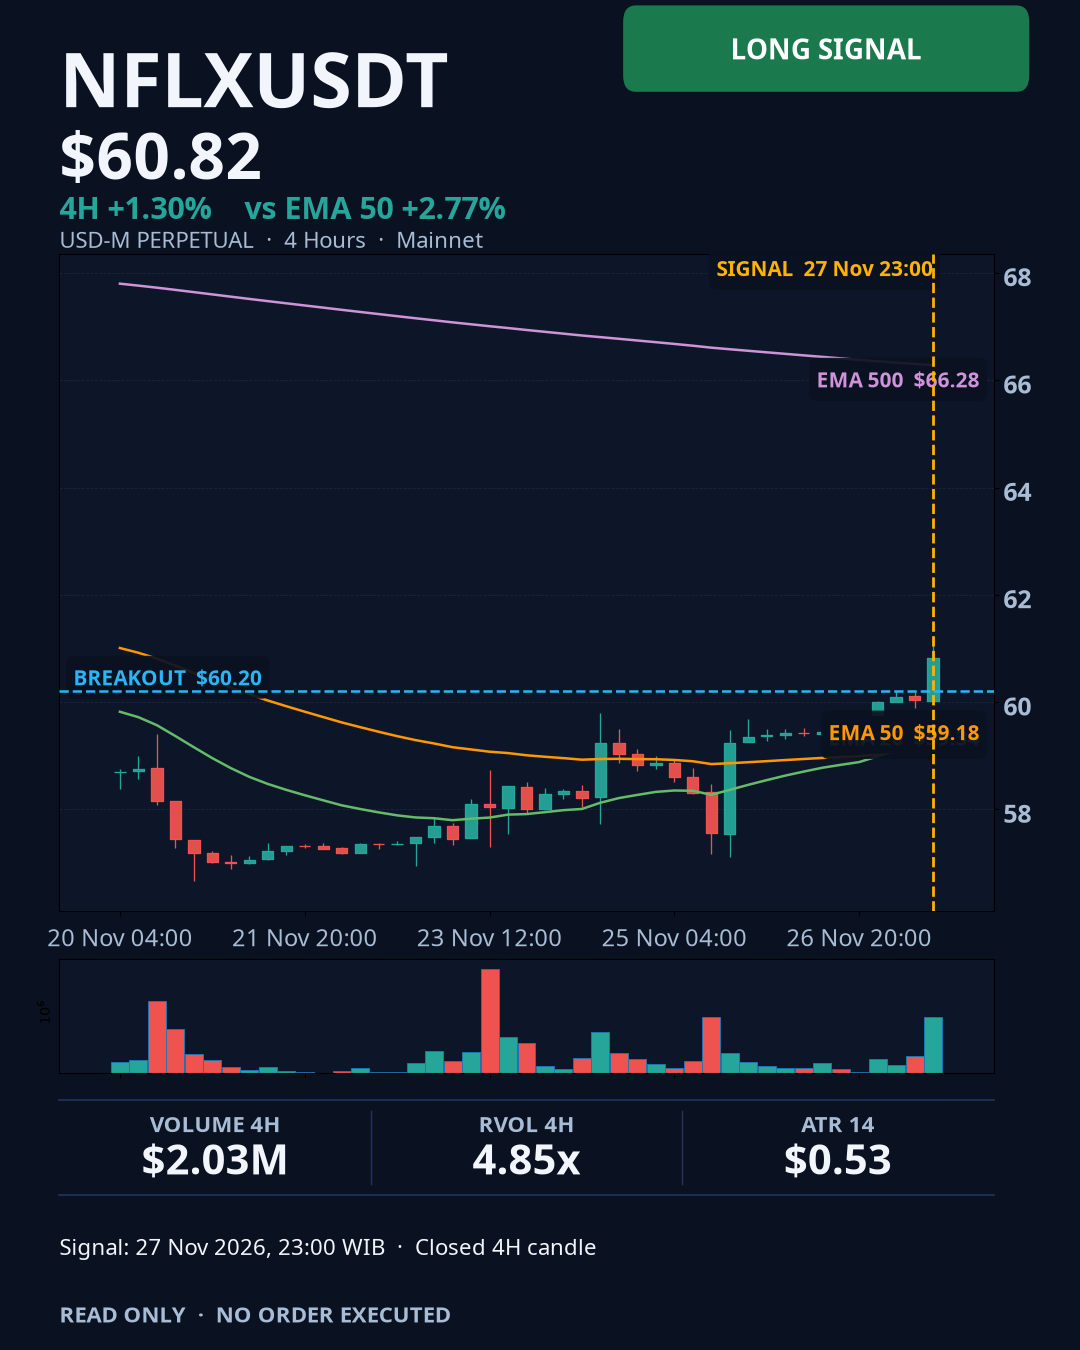 LONG SIGNAL
NFLXUSDT
$60.82
4H +1.30% vs EMA 50 +2.77%
USD-M PERPETUAL · 4 Hours · Mainnet
SIGNAL 27 Nov 23:00
68
EMA 500 $66.28
66
64
62
BREAKOUT $60.20
60
EMA 50 $59.18
58
20 Nov 04:00 21 Nov 20:00 23 Nov 12:00 25 Nov 04:00 26 Nov 20:00
10⁶
VOLUME 4H RVOL 4H ATR 14
$2.03M 4.85x $0.53
Signal: 27 Nov 2026, 23:00 WIB · Closed 4H candle
READ ONLY · NO ORDER EXECUTED